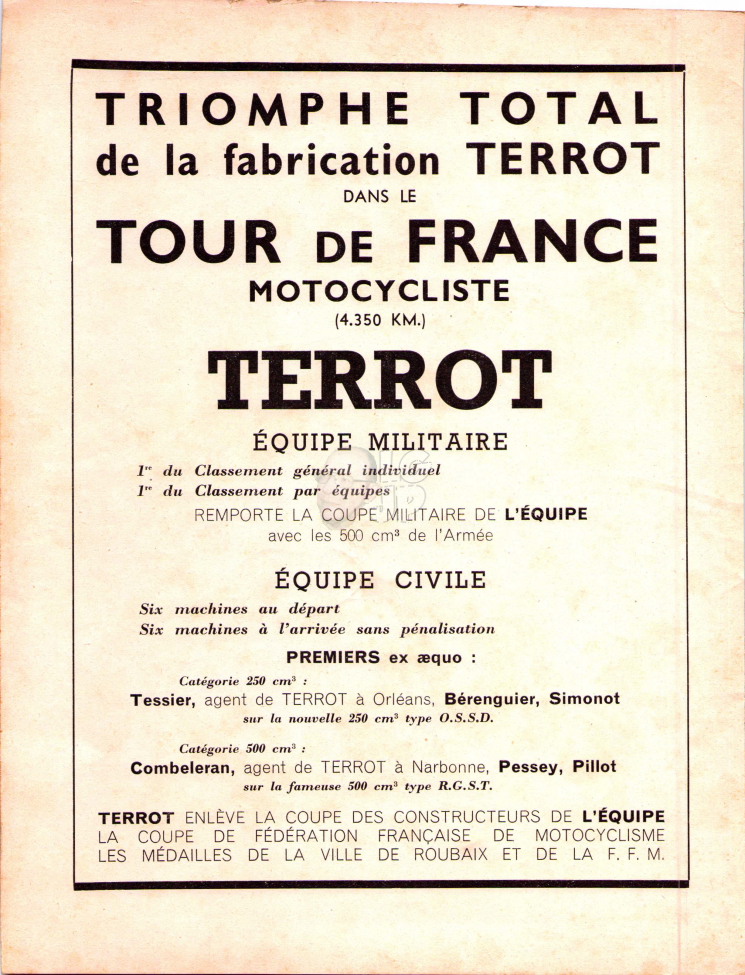 TRIOMPHE TOTAL
de la fabrication TERROT
DANS LE
TOUR DE FRANCE
MOTOCYCLISTE
(4.350 KM.)
TERROT
ÉQUIPE MILITAIRE
1re du Classement général individuel
1re du Classement par équipes
REMPORTE LA COUPE MILITAIRE DE L'ÉQUIPE
avec les 500 cm³ de l'Armée
ÉQUIPE CIVILE
Six machines au départ
Six machines à l'arrivée sans pénalisation
PREMIERS ex æquo :
Catégorie 250 cm³ :
Tessier, agent de TERROT à Orléans, Bérenguier, Simonot
sur la nouvelle 250 cm³ type O.S.S.D.
Catégorie 500 cm³ :
Combeleran, agent de TERROT à Narbonne, Pessey, Pillot
sur la fameuse 500 cm³ type R.G.S.T.
TERROT ENLÈVE LA COUPE DES CONSTRUCTEURS DE L'ÉQUIPE
LA COUPE DE FÉDÉRATION FRANÇAISE DE MOTOCYCLISME
LES MÉDAILLES DE LA VILLE DE ROUBAIX ET DE LA F. F. M.